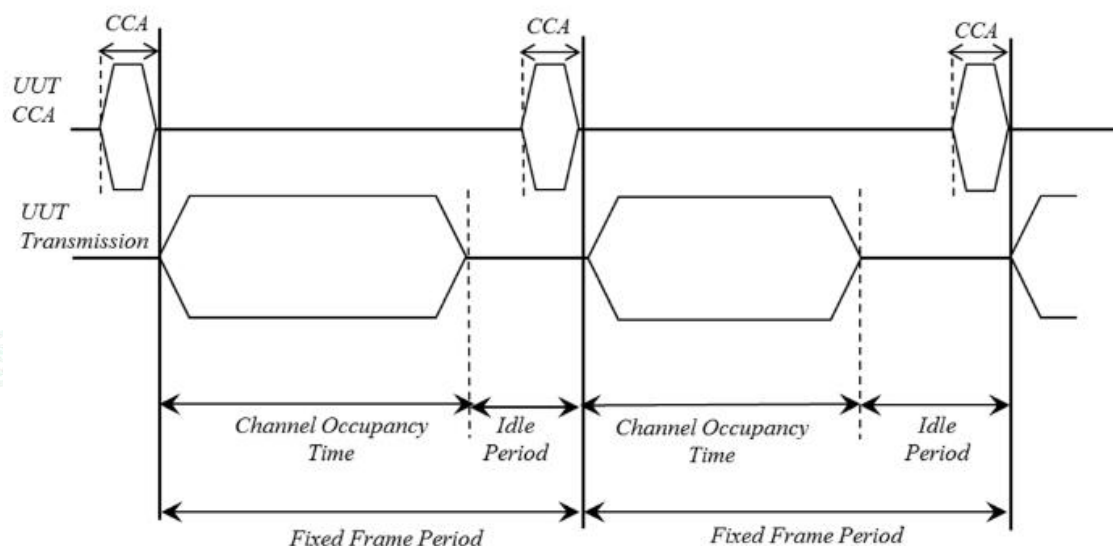 CCA
CCA
CCA
UUT
CCA
UUT
Transmission
Channel Occupancy
Time
Idle
Period
Channel Occupancy
Time
Idle
Period
Fixed Frame Period
Fixed Frame Period